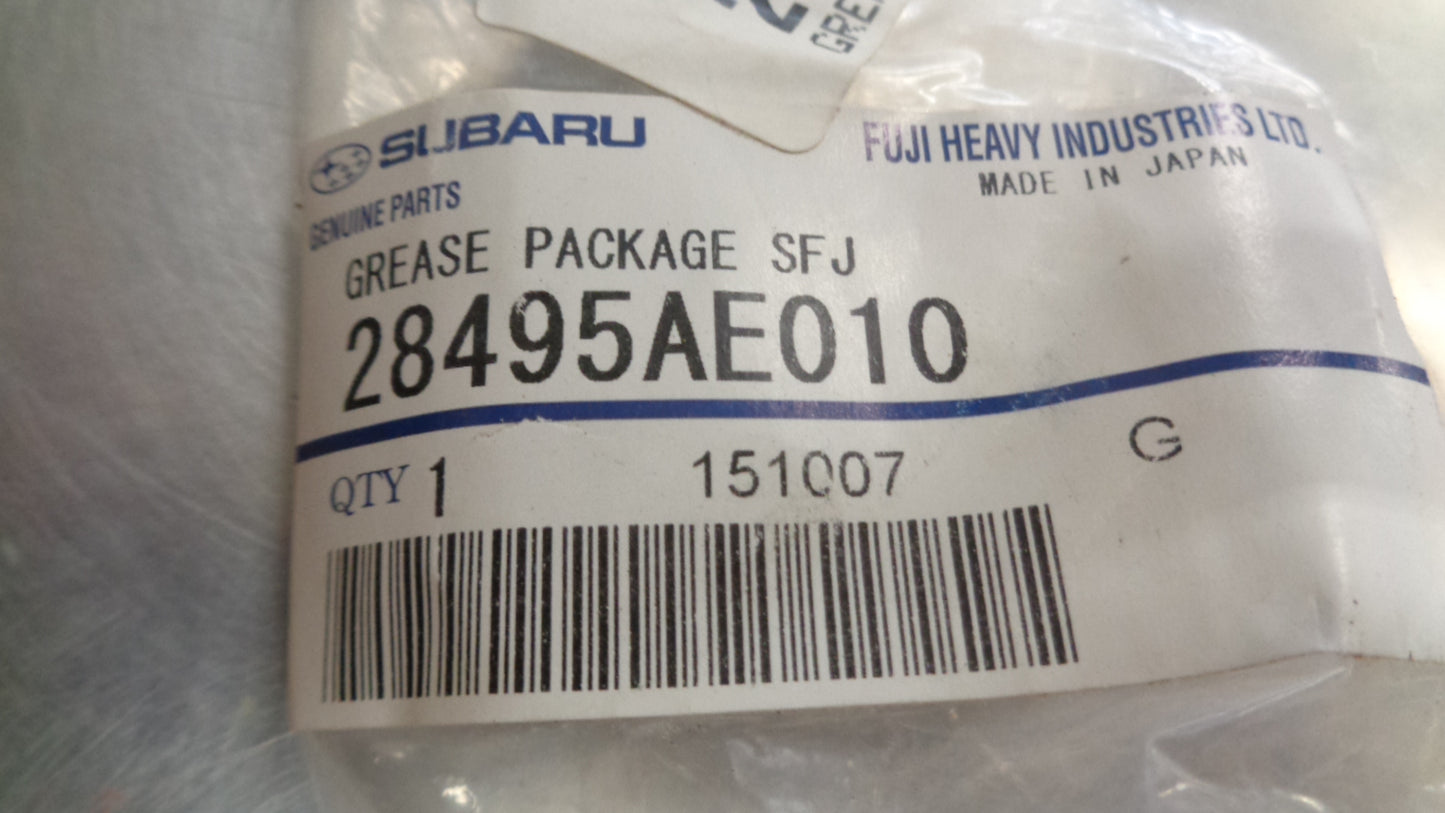 SUBARU
FUJI HEAVY INDUSTRIES LTD.
MADE IN JAPAN
GENUINE PARTS
GREASE PACKAGE SFJ
28495AE010
QTY 1
151007
G